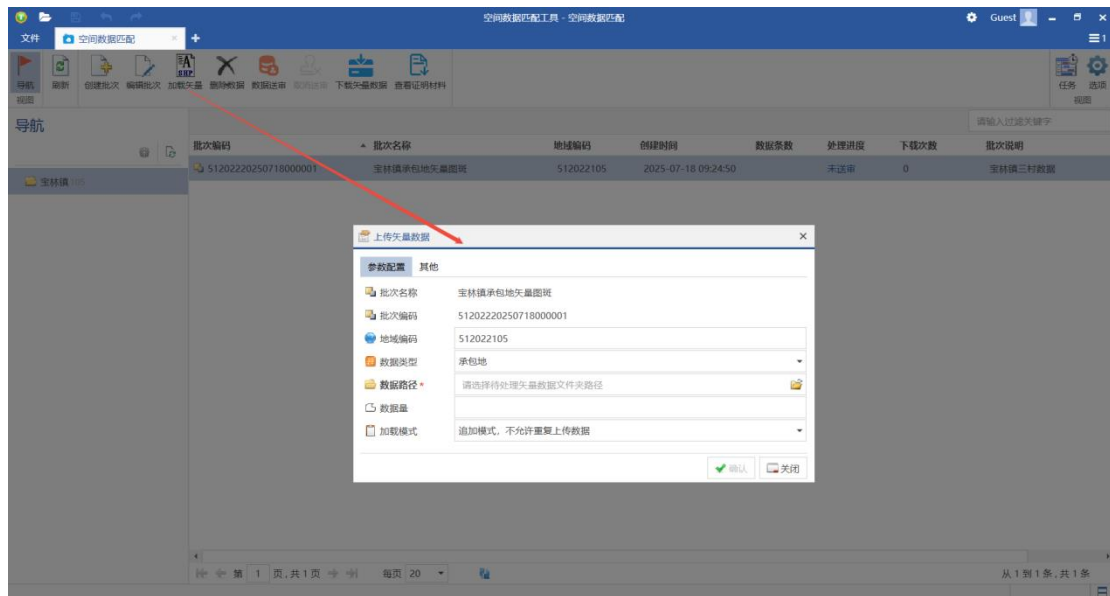 空间数据匹配工具 - 空间数据匹配
Guest
文件 空间数据匹配 1
导航 刷新 创建批次 编辑批次 加载矢量 删除数据 数据送审 取消送审 下载矢量数据 查看证明材料 任务 选项
视图 视图
导航 请输入过滤关键字
批次编码 批次名称 地域编码 创建时间 数据条数 处理进度 下载次数 批次说明
51202220250718000001 宝林镇承包地矢量图斑 512022105 2025-07-18 09:24:50 未送审 0 宝林镇三村数据
宝林镇
上传矢量数据
参数配置 其他
批次名称 宝林镇承包地矢量图斑
批次编码 51202220250718000001
地域编码 512022105
数据类型 承包地
数据路径 * 请选择待处理矢量数据文件夹路径
数据量
加载模式 追加模式，不允许重复上传数据
确认 关闭
第 1 页,共1页 每页 20 从1到1条,共1条